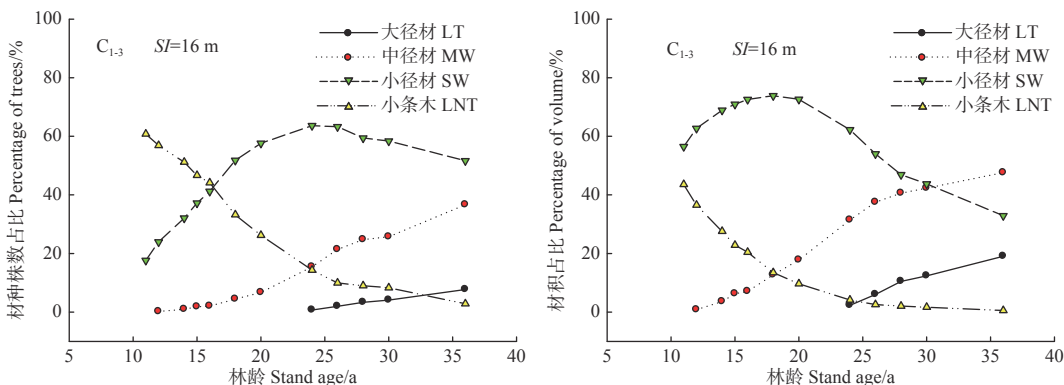 100
80
60
40
20
0
5 10 15 20 25 30 35 40
材种株数占比 Percentage of trees/%
林龄 Stand age/a
C1-3 SI=16 m
大径材 LT
中径材 MW
小径材 SW
小条木 LNT
100
80
60
40
20
0
5 10 15 20 25 30 35 40
材积占比 Percentage of volume/%
林龄 Stand age/a
C1-3 SI=16 m
大径材 LT
中径材 MW
小径材 SW
小条木 LNT